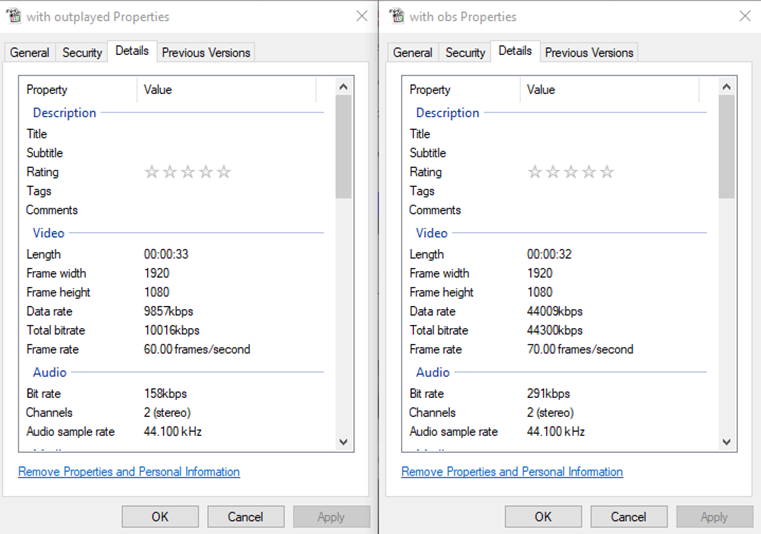 with outplayed Properties
General Security Details Previous Versions
Property Value
Description
Title
Subtitle
Rating
Tags
Comments
Video
Length 00:00:33
Frame width 1920
Frame height 1080
Data rate 9857kbps
Total bitrate 10016kbps
Frame rate 60.00 frames/second
Audio
Bit rate 158kbps
Channels 2 (stereo)
Audio sample rate 44.100 kHz
Remove Properties and Personal Information
OK Cancel Apply
with obs Properties
General Security Details Previous Versions
Property Value
Description
Title
Subtitle
Rating
Tags
Comments
Video
Length 00:00:32
Frame width 1920
Frame height 1080
Data rate 44009kbps
Total bitrate 44300kbps
Frame rate 70.00 frames/second
Audio
Bit rate 291kbps
Channels 2 (stereo)
Audio sample rate 44.100 kHz
Remove Properties and Personal Information
OK Cancel Apply